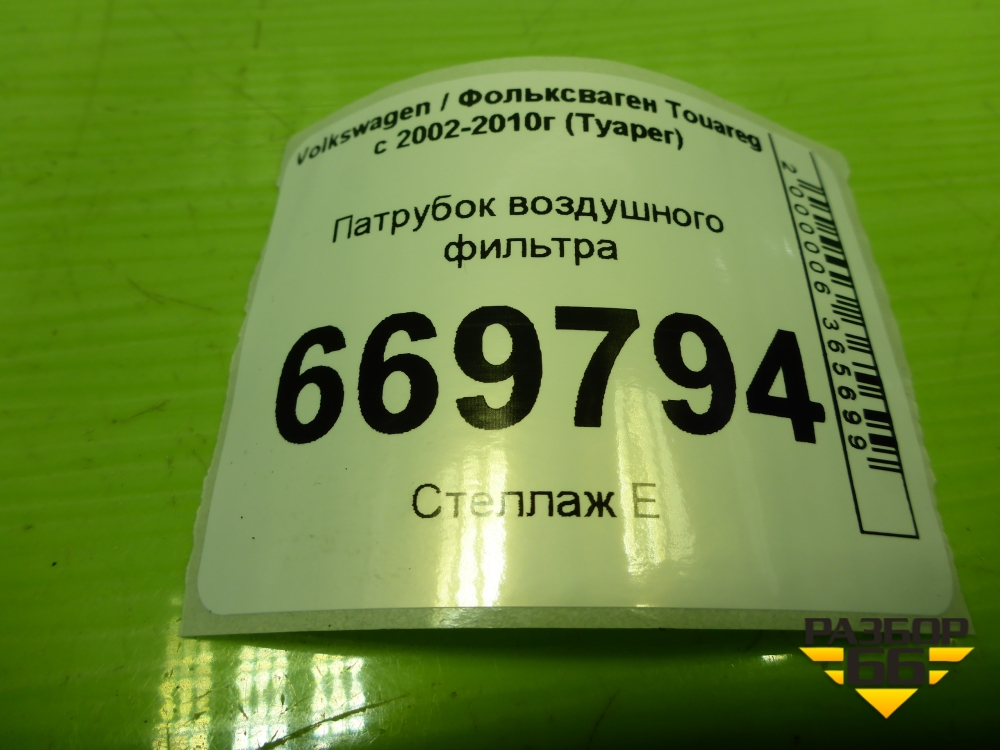 Volkswagen / Фольксваген Touareg
с 2002-2010г (Туарег)
Патрубок воздушного
фильтра
669794
Стеллаж Е
2000006365699
РАЗБОР
66